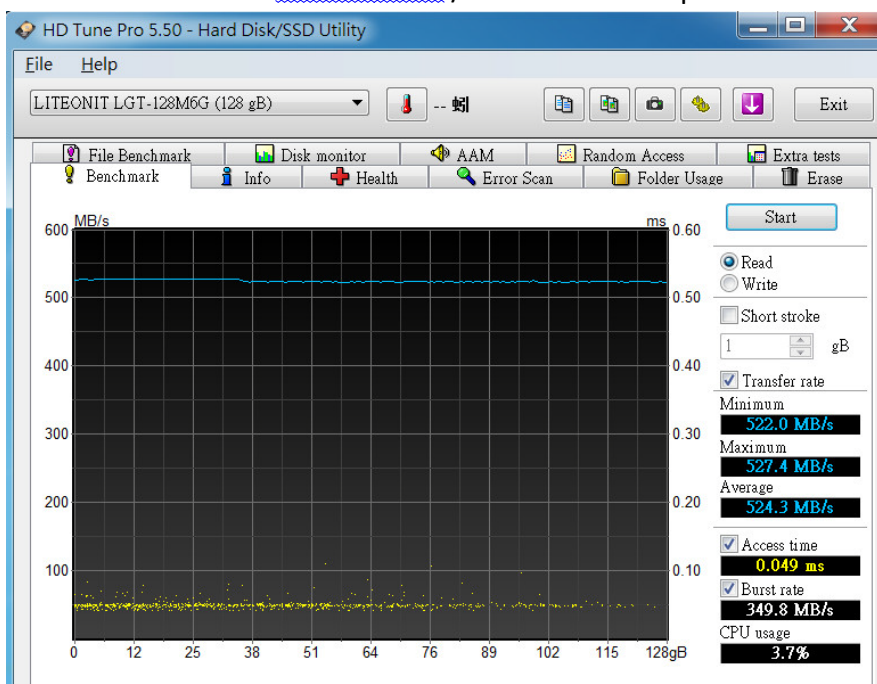 HD Tune Pro 5.50 - Hard Disk/SSD Utility
File Help
LITEONIT LGT-128M6G (128 gB)
-- 蚓
Exit
File Benchmark Disk monitor AAM Random Access Extra tests
Benchmark Info Health Error Scan Folder Usage Erase
MB/s ms
Start
600 0.60
500 0.50
400 0.40
300 0.30
200 0.20
100 0.10
0 12 25 38 51 64 76 89 102 115 128gB
Read
Write
Short stroke
1 gB
Transfer rate
Minimum
522.0 MB/s
Maximum
527.4 MB/s
Average
524.3 MB/s
Access time
0.049 ms
Burst rate
349.8 MB/s
CPU usage
3.7%